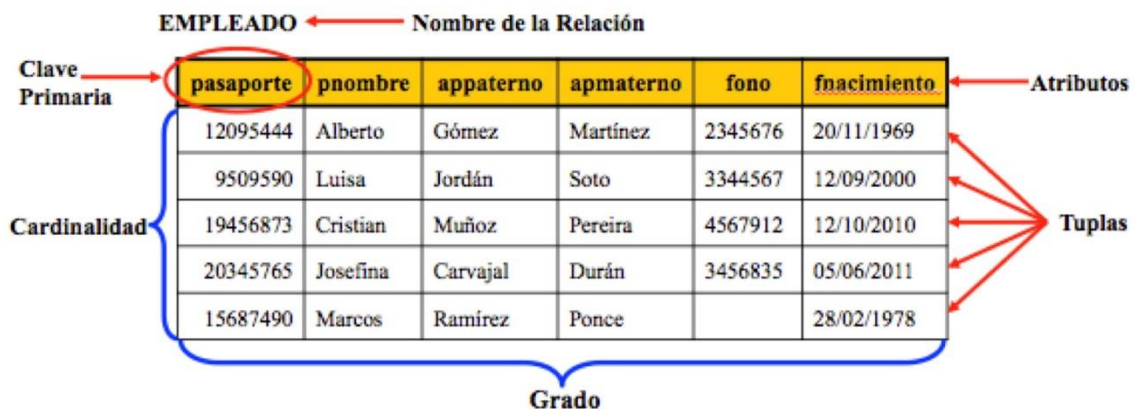 EMPLEADO Nombre de la Relación
Clave Primaria
pasaporte pnombre appaterno apmaterno fono fnacimiento
Atributos
12095444 Alberto Gómez Martínez 2345676 20/11/1969
9509590 Luisa Jordán Soto 3344567 12/09/2000
Cardinalidad 19456873 Cristian Muñoz Pereira 4567912 12/10/2010 Tuplas
20345765 Josefina Carvajal Durán 3456835 05/06/2011
15687490 Marcos Ramírez Ponce 28/02/1978
Grado